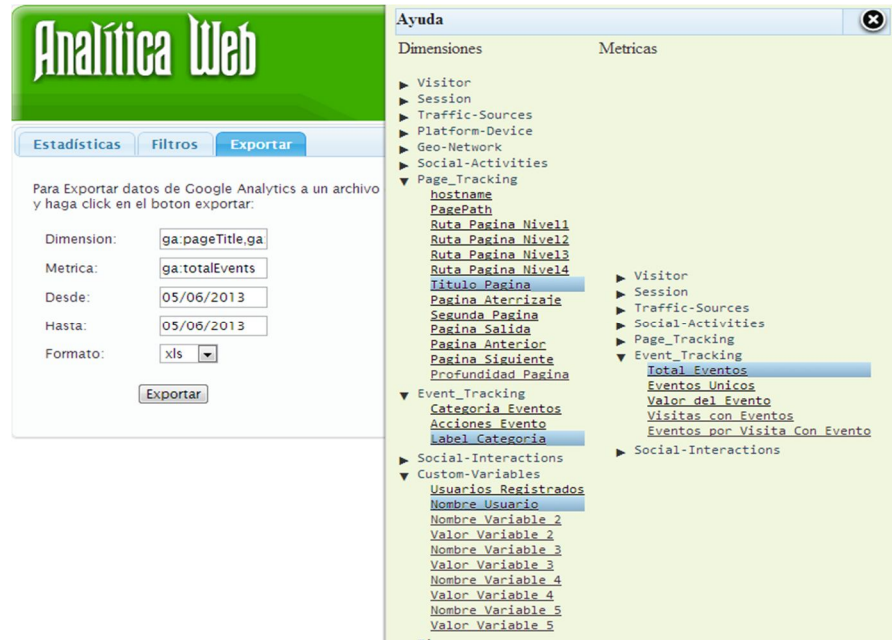 Analítica Web
Estadísticas Filtros Exportar
Para Exportar datos de Google Analytics a un archivo
y haga click en el boton exportar:
Dimension: ga:pageTitle,ga
Metrica: ga:totalEvents
Desde: 05/06/2013
Hasta: 05/06/2013
Formato: xls
Exportar
Ayuda
Dimensiones
Visitor
Session
Traffic-Sources
Platform-Device
Geo-Network
Social-Activities
Page_Tracking
hostname
PagePath
Ruta Pagina Nivel1
Ruta Pagina Nivel2
Ruta Pagina Nivel3
Ruta Pagina Nivel4
Titulo Pagina
Pagina Aterrizaje
Segunda Pagina
Pagina Salida
Pagina Anterior
Pagina Siguiente
Profundidad Pagina
Event_Tracking
Categoria Eventos
Acciones Evento
Label Categoria
Social-Interactions
Custom-Variables
Usuarios Registrados
Nombre Usuario
Nombre Variable 2
Valor Variable 2
Nombre Variable 3
Valor Variable 3
Nombre Variable 4
Valor Variable 4
Nombre Variable 5
Valor Variable 5
Metricas
Visitor
Session
Traffic-Sources
Social-Activities
Page_Tracking
Event_Tracking
Total Eventos
Eventos Unicos
Valor del Evento
Visitas con Eventos
Eventos por Visita Con Evento
Social-Interactions